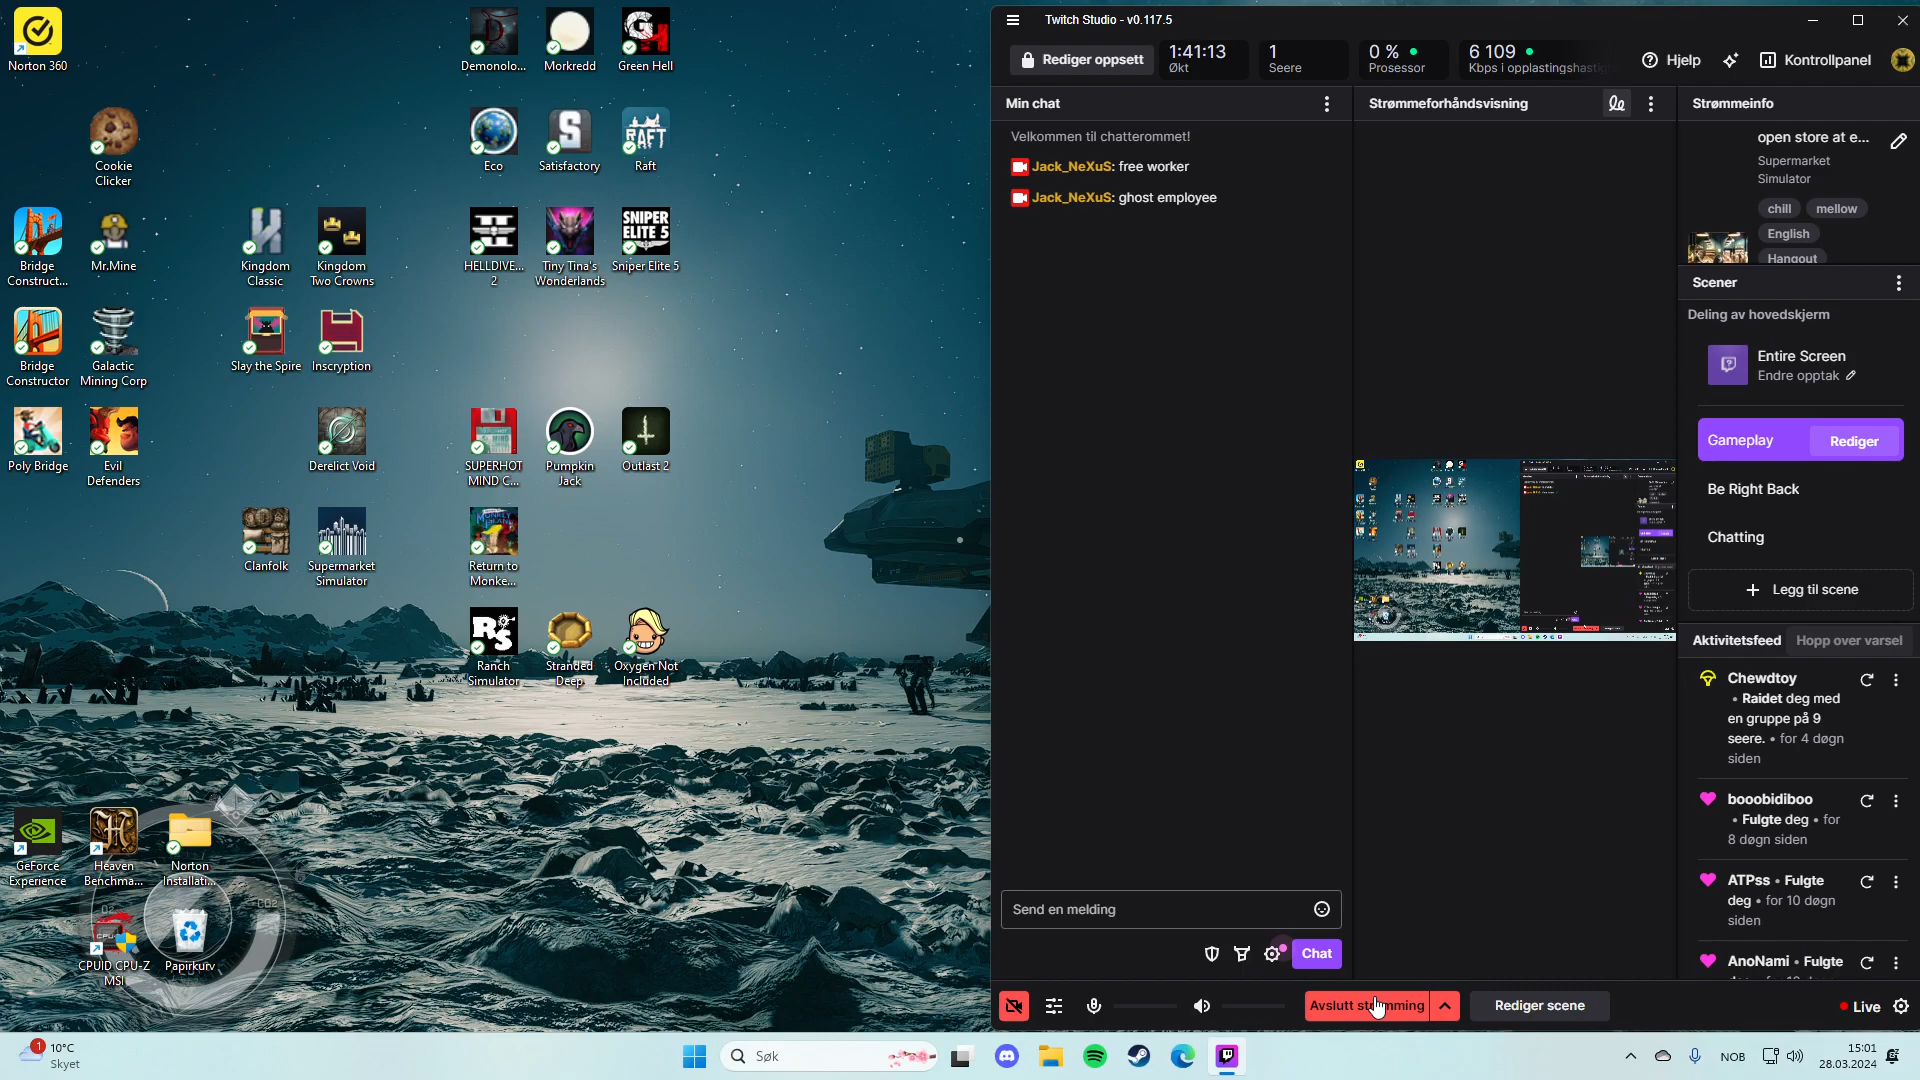 Norton 360
Cookie
Clicker
Bridge
Construct...
Mr.Mine
Bridge
Constructor
Galactic
Mining Corp
Poly Bridge
Evil
Defenders
Kingdom
Classic
Kingdom
Two Crowns
Slay the Spire
Inscryption
Derelict Void
Clanfolk
Supermarket
Simulator
Demonolo...
Morkredd
Green Hell
Eco
Satisfactory
Raft
HELLDIVE...
2
Tiny Tina's
Wonderlands
Sniper Elite 5
SUPERHOT
MIND C...
Pumpkin
Jack
Outlast 2
Return to
Monke...
Ranch
Simulator
Stranded
Deep
Oxygen Not
Included
GeForce
Experience
Heaven
Benchma...
Norton
Installati...
CPUID CPU-Z
MSI
Papirkurv
Twitch Studio - v0.117.5
Rediger oppsett
1:41:13
Økt
1
Seere
0 %
Prosessor
6 109
Kbps i opplastingshastig
Hjelp
Kontrollpanel
Min chat
Velkommen til chatterommet!
Jack_NeXuS: free worker
Jack_NeXuS: ghost employee
Send en melding
Chat
Strømmeforhåndsvisning
Strømmeinfo
open store at e...
Supermarket
Simulator
chill
mellow
English
Hangout
Scener
Deling av hovedskjerm
Entire Screen
Endre opptak
Gameplay
Rediger
Be Right Back
Chatting
Legg til scene
Aktivitetsfeed
Hopp over varsel
Chewdtoy
• Raidet deg med
en gruppe på 9
seere. • for 4 døgn
siden
booobidiboo
• Fulgte deg • for
8 døgn siden
ATPss • Fulgte
deg • for 10 døgn
siden
AnoNami • Fulgte
Avslutt strømming
Rediger scene
Live
1
10°C
Skyet
Søk
NOB
15:01
28.03.2024